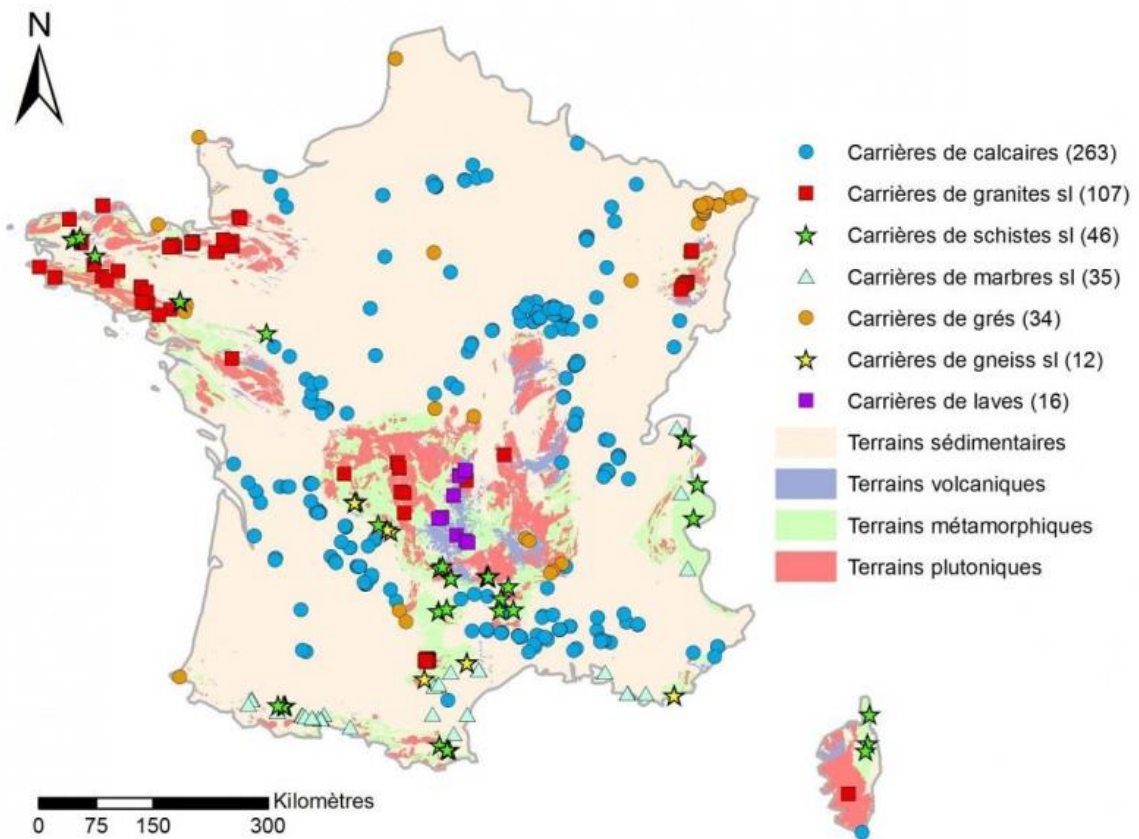 N
Carrières de calcaires (263)
Carrières de granites sl (107)
Carrières de schistes sl (46)
Carrières de marbres sl (35)
Carrières de grés (34)
Carrières de gneiss sl (12)
Carrières de laves (16)
Terrains sédimentaires
Terrains volcaniques
Terrains métamorphiques
Terrains plutoniques
Kilomètres
0 75 150 300